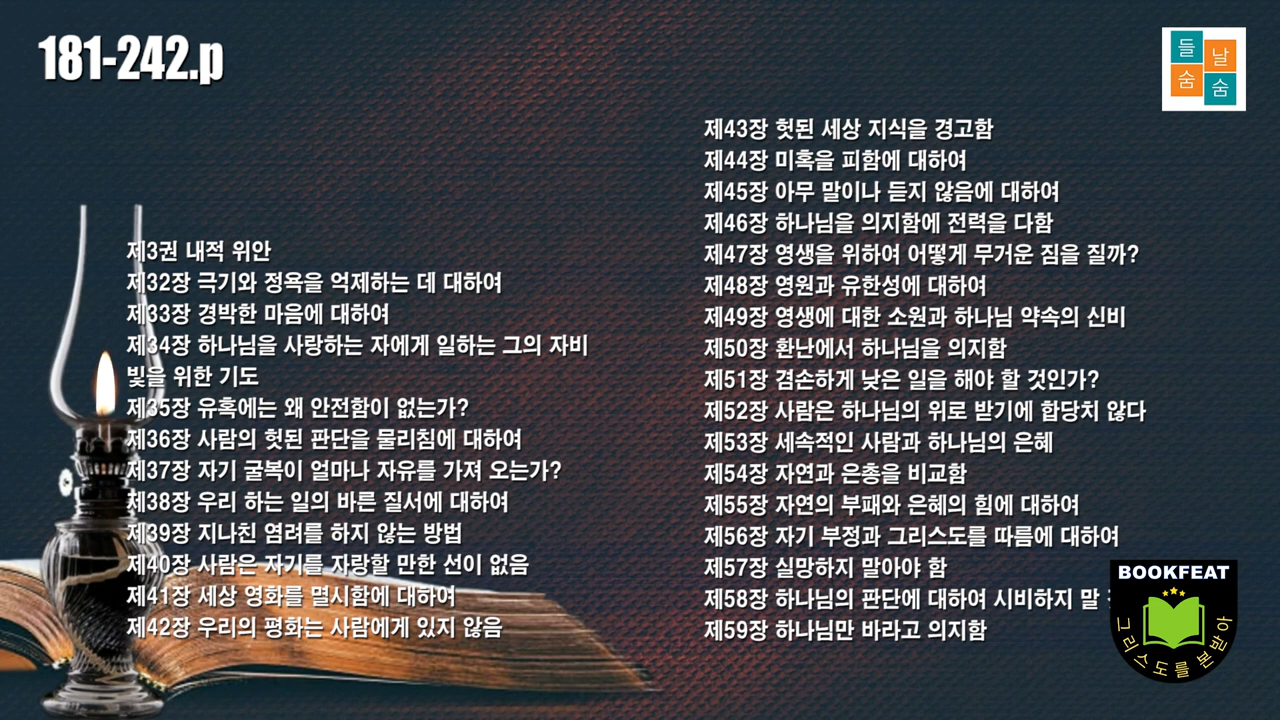 181-242.p
들
날
숨
숨
제3권 내적 위안
제32장 극기와 정욕을 억제하는 데 대하여
제33장 경박한 마음에 대하여
제34장 하나님을 사랑하는 자에게 일하는 그의 자비
빛을 위한 기도
제35장 유혹에는 왜 안전함이 없는가?
제36장 사람의 헛된 판단을 물리침에 대하여
제37장 자기 굴복이 얼마나 자유를 가져 오는가?
제38장 우리 하는 일의 바른 질서에 대하여
제39장 지나친 염려를 하지 않는 방법
제40장 사람은 자기를 자랑할 만한 선이 없음
제41장 세상 영화를 멸시함에 대하여
제42장 우리의 평화는 사람에게 있지 않음
제43장 헛된 세상 지식을 경고함
제44장 미혹을 피함에 대하여
제45장 아무 말이나 듣지 않음에 대하여
제46장 하나님을 의지함에 전력을 다함
제47장 영생을 위하여 어떻게 무거운 짐을 질까?
제48장 영원과 유한성에 대하여
제49장 영생에 대한 소원과 하나님 약속의 신비
제50장 환난에서 하나님을 의지함
제51장 겸손하게 낮은 일을 해야 할 것인가?
제52장 사람은 하나님의 위로 받기에 합당치 않다
제53장 세속적인 사람과 하나님의 은혜
제54장 자연과 은총을 비교함
제55장 자연의 부패와 은혜의 힘에 대하여
제56장 자기 부정과 그리스도를 따름에 대하여
제57장 실망하지 말아야 함
제58장 하나님의 판단에 대하여 시비하지 말
제59장 하나님만 바라고 의지함
BOOKFEAT
그리스도를 본받아